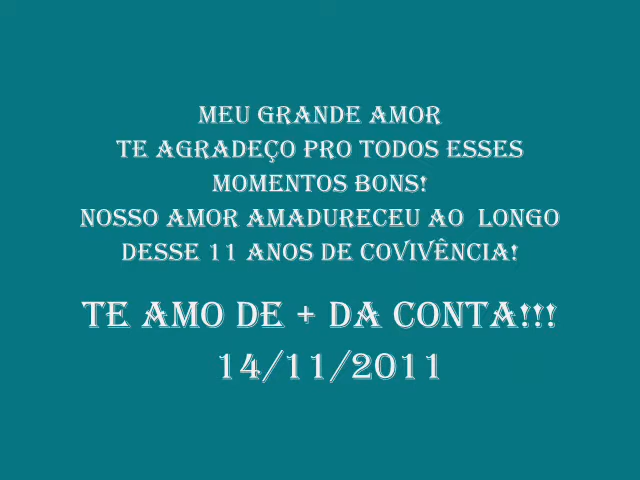 MEU GRANDE AMOR
TE AGRADEÇO PRO TODOS ESSES
MOMENTOS BONS!
NOSSO AMOR AMADURECEU AO LONGO
DESSE 11 ANOS DE COVIVÊNCIA!
TE AMO DE + DA CONTA!!!
14/11/2011